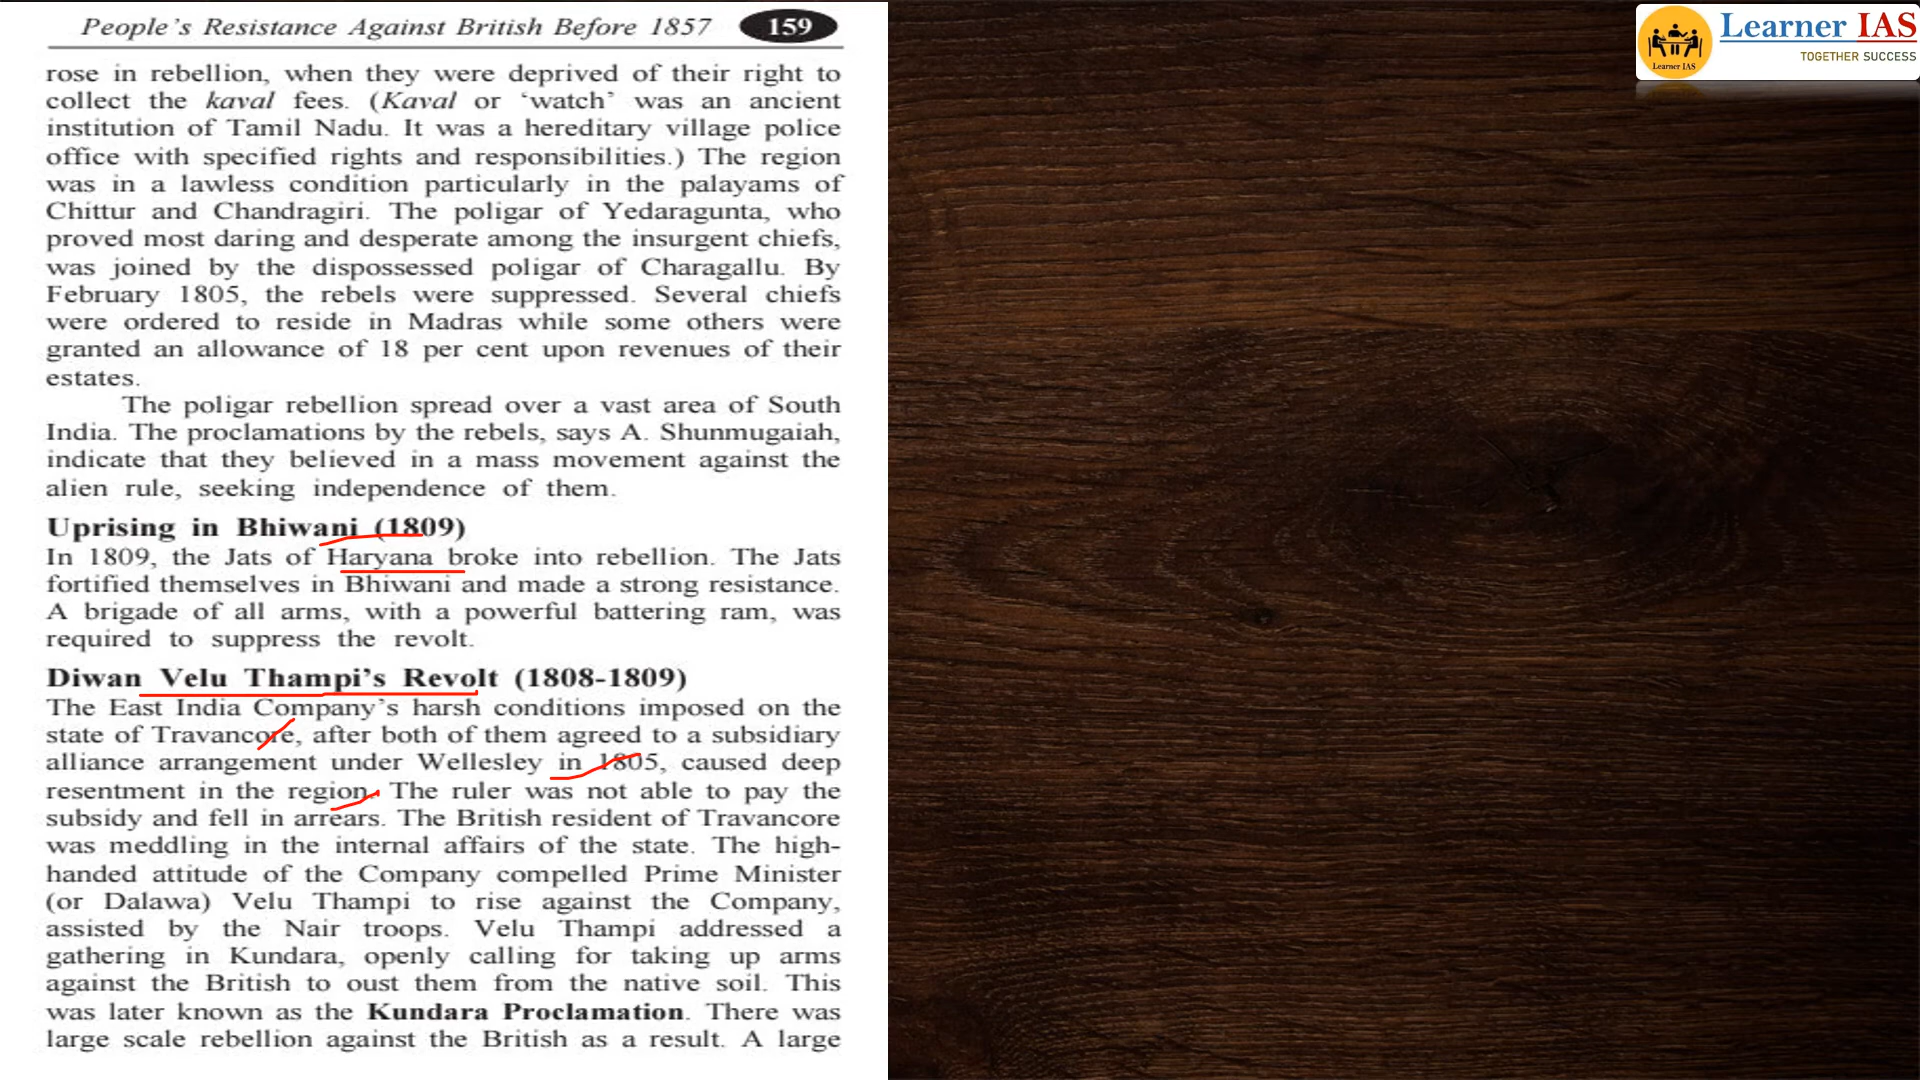 People's Resistance Against British Before 1857 159
rose in rebellion, when they were deprived of their right to
collect the kaval fees. (Kaval or ‘watch’ was an ancient
institution of Tamil Nadu. It was a hereditary village police
office with specified rights and responsibilities.) The region
was in a lawless condition particularly in the palayams of
Chittur and Chandragiri. The poligar of Yedaragunta, who
proved most daring and desperate among the insurgent chiefs,
was joined by the dispossessed poligar of Charagallu. By
February 1805, the rebels were suppressed. Several chiefs
were ordered to reside in Madras while some others were
granted an allowance of 18 per cent upon revenues of their
estates.
The poligar rebellion spread over a vast area of South
India. The proclamations by the rebels, says A. Shunmugaiah,
indicate that they believed in a mass movement against the
alien rule, seeking independence of them.
Uprising in Bhiwani (1809)
In 1809, the Jats of Haryana broke into rebellion. The Jats
fortified themselves in Bhiwani and made a strong resistance.
A brigade of all arms, with a powerful battering ram, was
required to suppress the revolt.
Diwan Velu Thampi's Revolt (1808-1809)
The East India Company's harsh conditions imposed on the
state of Travancore, after both of them agreed to a subsidiary
alliance arrangement under Wellesley in 1805, caused deep
resentment in the region. The ruler was not able to pay the
subsidy and fell in arrears. The British resident of Travancore
was meddling in the internal affairs of the state. The high-
handed attitude of the Company compelled Prime Minister
(or Dalawa) Velu Thampi to rise against the Company,
assisted by the Nair troops. Velu Thampi addressed a
gathering in Kundara, openly calling for taking up arms
against the British to oust them from the native soil. This
was later known as the Kundara Proclamation. There was
large scale rebellion against the British as a result. A large
Learner IAS
TOGETHER SUCCESS
Learner IAS